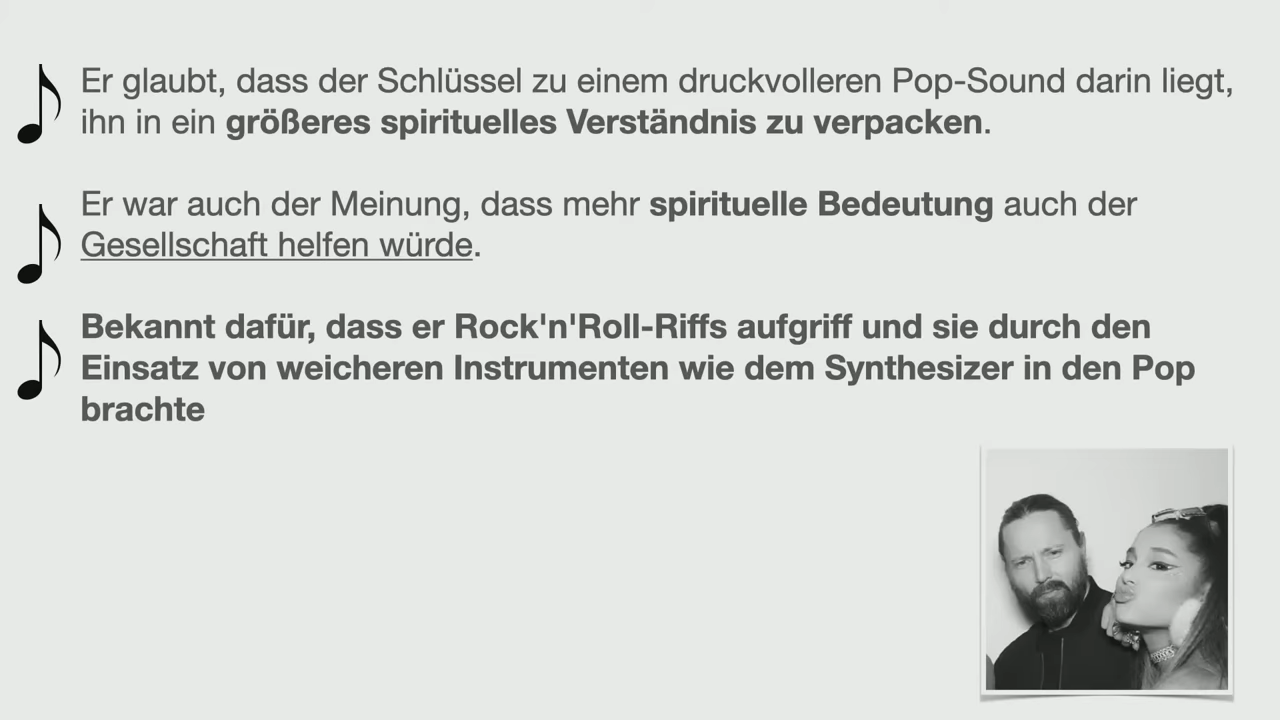 Er glaubt, dass der Schlüssel zu einem druckvolleren Pop-Sound darin liegt,
ihn in ein größeres spirituelles Verständnis zu verpacken.
Er war auch der Meinung, dass mehr spirituelle Bedeutung auch der
Gesellschaft helfen würde.
Bekannt dafür, dass er Rock'n'Roll-Riffs aufgriff und sie durch den
Einsatz von weicheren Instrumenten wie dem Synthesizer in den Pop
brachte